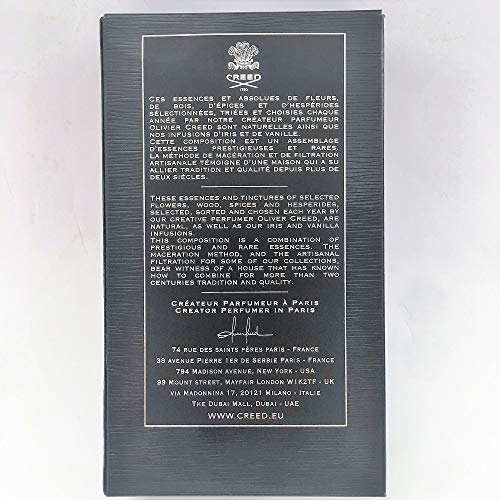 CREED
1760
CES ESSENCES ET ABSOLUES DE FLEURS,
DE BOIS, D'ÉPICES ET D'HESPÉRIDES
SÉLECTIONNÉES, TRIÉES ET CHOISIES CHAQUE
ANNÉE PAR NOTRE CRÉATEUR PARFUMEUR
OLIVIER CREED SONT NATURELLES AINSI QUE
NOS INFUSIONS D'IRIS ET DE VANILLE.
CETTE COMPOSITION EST UN ASSEMBLAGE
D'ESSENCES PRESTIGIEUSES ET RARES.
LA MÉTHODE DE MACÉRATION ET DE FILTRATION
ARTISANALE TÉMOIGNE D'UNE MAISON QUI A SU
ALLIER TRADITION ET QUALITÉ DEPUIS PLUS DE
DEUX SIÈCLES.
THESE ESSENCES AND TINCTURES OF SELECTED
FLOWERS, WOOD, SPICES AND HESPERIDES,
SELECTED, SORTED AND CHOSEN EACH YEAR BY
OUR CREATIVE PERFUMER OLIVER CREED, ARE
NATURAL, AS WELL AS OUR IRIS AND VANILLA
INFUSIONS.
THIS COMPOSITION IS A COMBINATION OF
PRESTIGIOUS AND RARE ESSENCES. THE
MACERATION METHOD, AND THE ARTISANAL
FILTRATION FOR SOME OF OUR COLLECTIONS,
BEAR WITNESS OF A HOUSE THAT HAS KNOWN
HOW TO COMBINE FOR MORE THAN TWO
CENTURIES TRADITION AND QUALITY.
CRÉATEUR PARFUMEUR À PARIS
CREATOR PERFUMER IN PARIS
74 RUE DES SAINTS PÈRES PARIS - FRANCE
38 AVENUE PIERRE 1ER DE SERBIE PARIS - FRANCE
794 MADISON AVENUE, NEW YORK - USA
99 MOUNT STREET, MAYFAIR LONDON W1K2TF - UK
VIA MADONNINA 17, 20121 MILANO - ITALIE
THE DUBAI MALL, DUBAI - UAE
WWW.CREED.EU